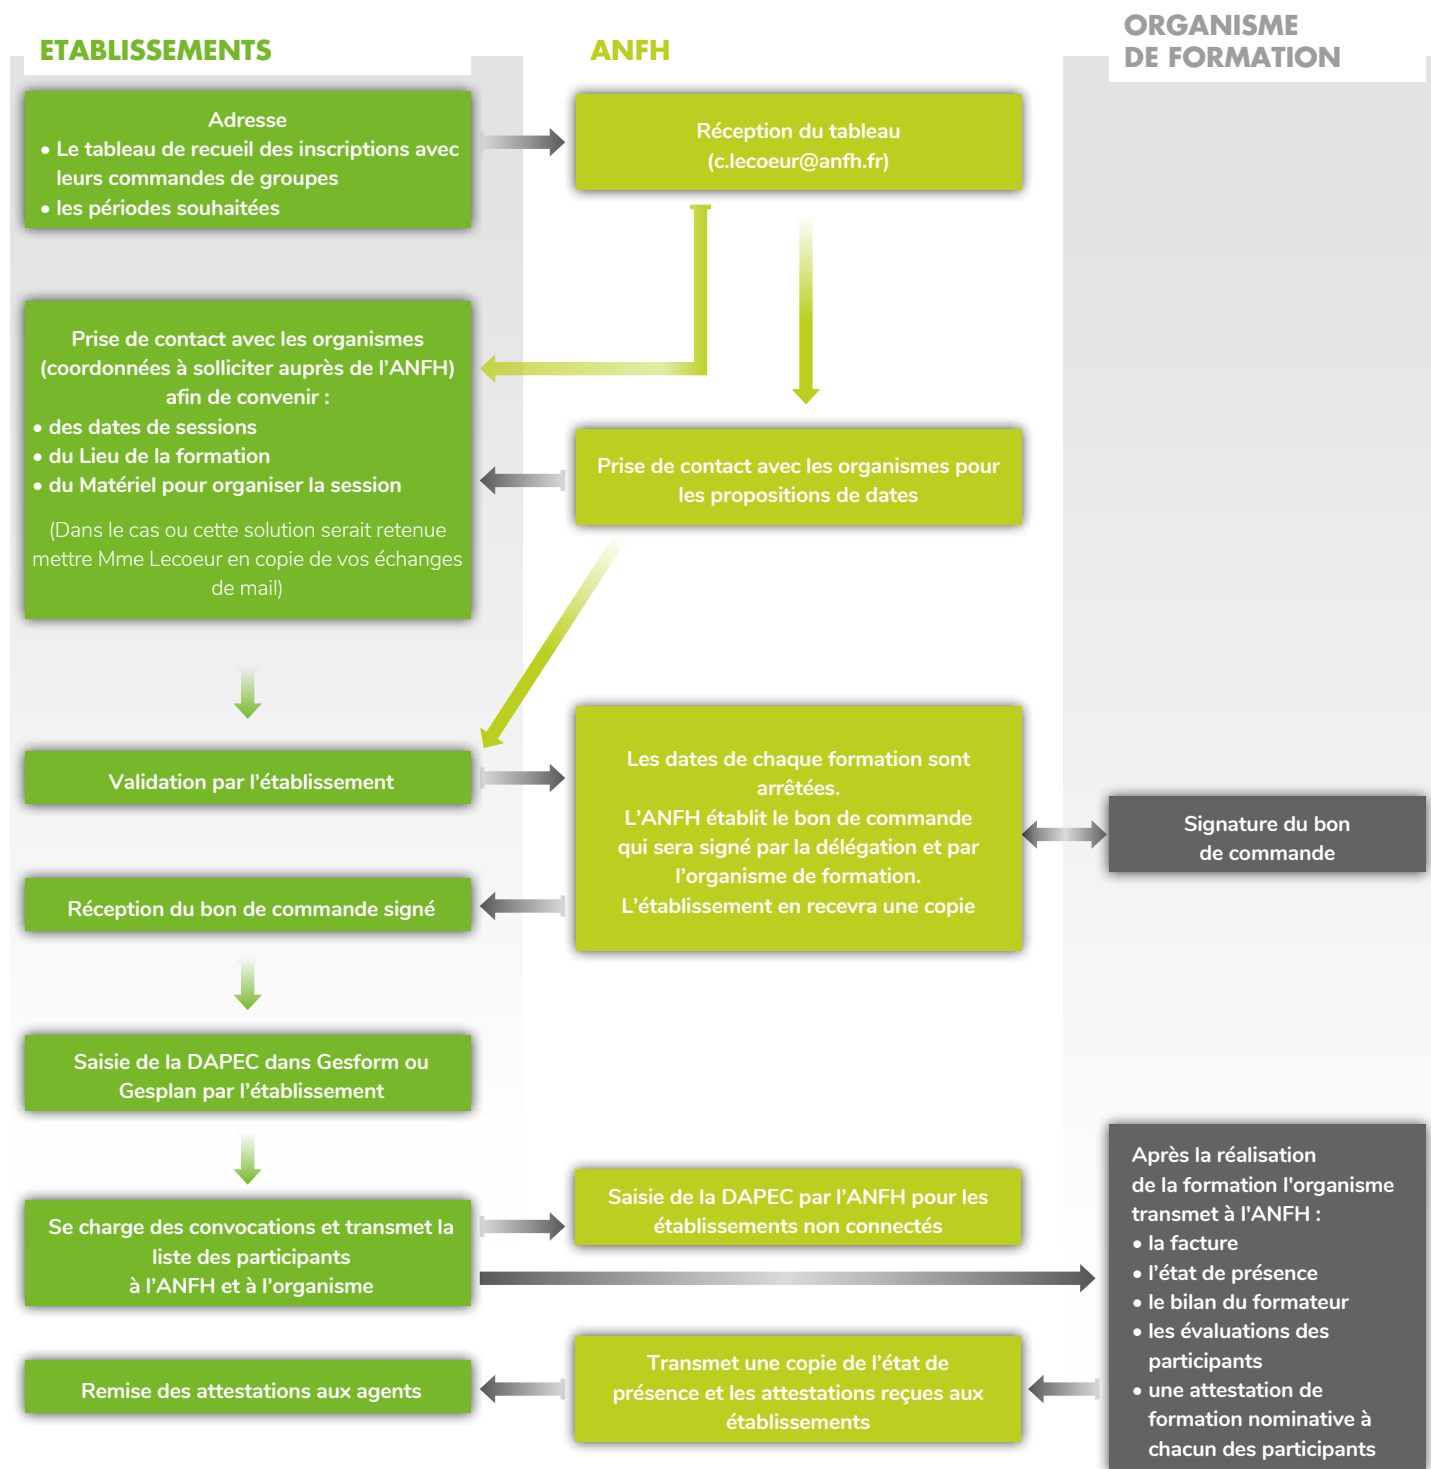 ETABLISSEMENTS
ANFH
ORGANISME
DE FORMATION
Adresse
• Le tableau de recueil des inscriptions avec
leurs commandes de groupes
• les périodes souhaitées
Réception du tableau
(c.lecoeur@anfh.fr)
Prise de contact avec les organismes
(coordonnées à solliciter auprès de l’ANFH)
afin de convenir :
• des dates de sessions
• du Lieu de la formation
• du Matériel pour organiser la session
(Dans le cas ou cette solution serait retenue
mettre Mme Lecoeur en copie de vos échanges
de mail)
Prise de contact avec les organismes pour
les propositions de dates
Validation par l’établissement
Les dates de chaque formation sont
arrêtées.
L’ANFH établit le bon de commande
qui sera signé par la délégation et par
l’organisme de formation.
L’établissement en recevra une copie
Signature du bon
de commande
Réception du bon de commande signé
Saisie de la DAPEC dans Gesform ou
Gesplan par l’établissement
Se charge des convocations et transmet la
liste des participants
à l’ANFH et à l’organisme
Saisie de la DAPEC par l’ANFH pour les
établissements non connectés
Après la réalisation
de la formation l'organisme
transmet à l'ANFH :
• la facture
• l’état de présence
• le bilan du formateur
• les évaluations des
participants
• une attestation de
formation nominative à
chacun des participants
Transmet une copie de l’état de
présence et les attestations reçues aux
établissements
Remise des attestations aux agents